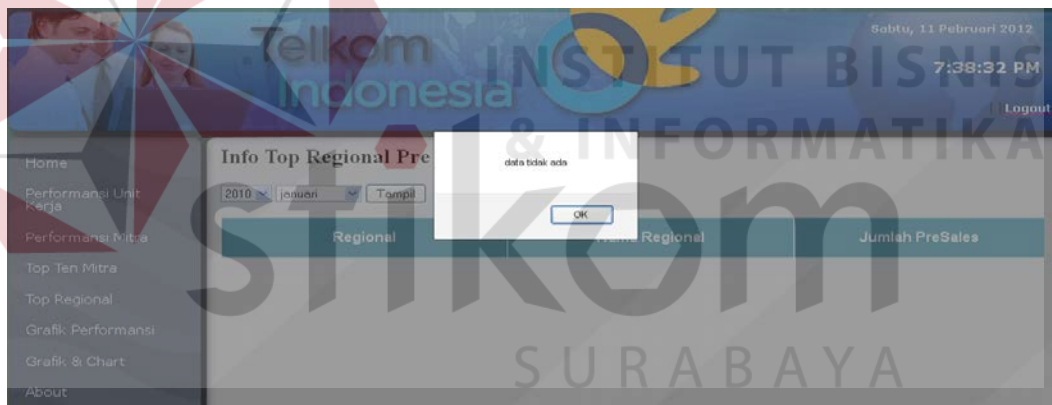 Telkom
Indonesia
Sabtu, 11 Pebruari 2012
7:38:32 PM
Logout
INSTITUT BISNIS
& INFORMATIKA
stikom
SURABAYA
Home
Performansi Unit
Kerja
Performansi Mitra
Top Ten Mitra
Top Regional
Grafik Performansi
Grafik & Chart
About
Info Top Regional Pre
2010 januari Tampil
data tidak ada
OK
Regional Nama Regional Jumlah PreSales